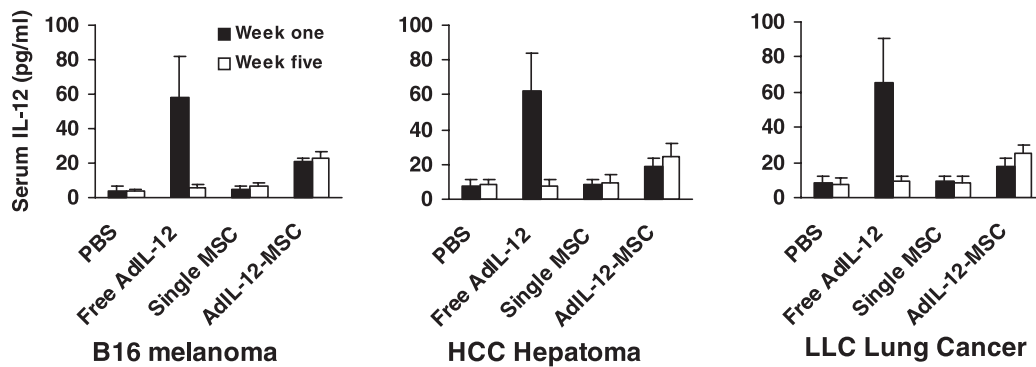 Serum IL-12 (pg/ml)
100
80
60
40
20
0
Week one
Week five
PBS
Free AdIL-12
Single MSC
AdIL-12-MSC
B16 melanoma
100
80
60
40
20
0
PBS
Free AdIL-12
Single MSC
AdIL-12-MSC
HCC Hepatoma
100
80
60
40
20
0
PBS
Free AdIL-12
Single MSC
AdIL-12-MSC
LLC Lung Cancer